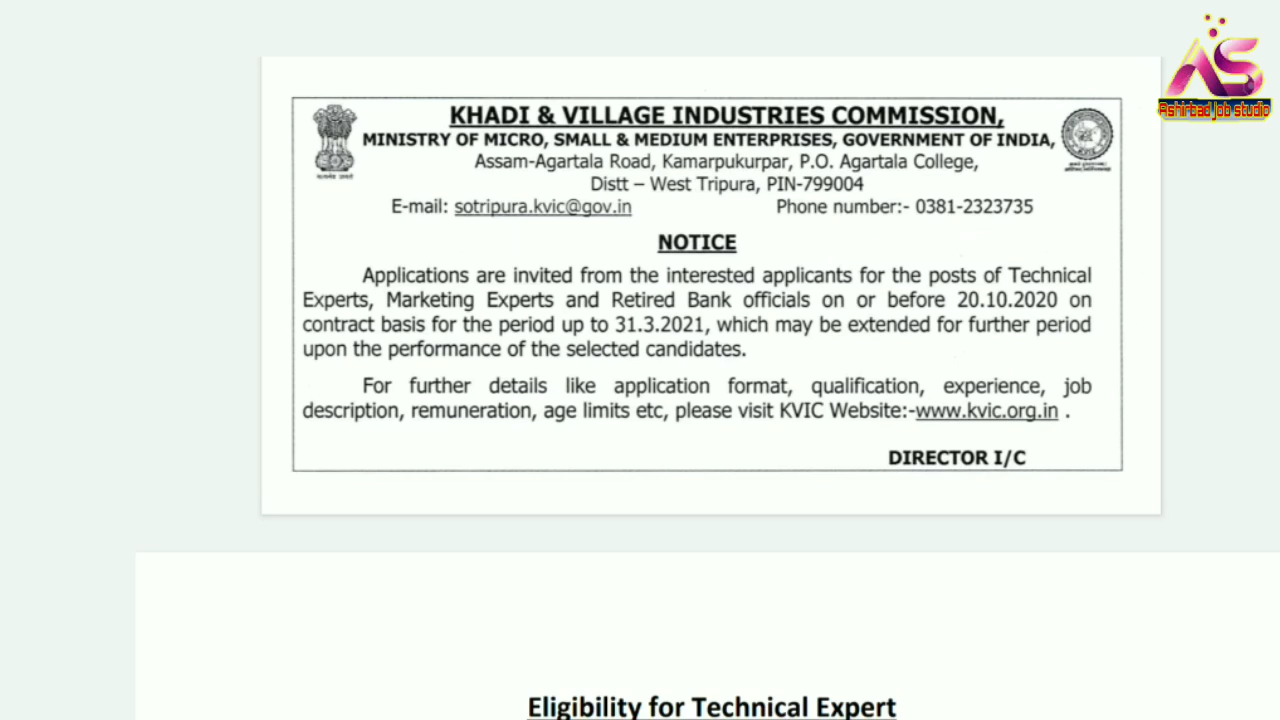 AS
Ashirbad job studio
KHADI & VILLAGE INDUSTRIES COMMISSION,
MINISTRY OF MICRO, SMALL & MEDIUM ENTERPRISES, GOVERNMENT OF INDIA,
Assam-Agartala Road, Kamarpukurpar, P.O. Agartala College,
Distt – West Tripura, PIN-799004
E-mail: sotripura.kvic@gov.in Phone number:- 0381-2323735
NOTICE
Applications are invited from the interested applicants for the posts of Technical
Experts, Marketing Experts and Retired Bank officials on or before 20.10.2020 on
contract basis for the period up to 31.3.2021, which may be extended for further period
upon the performance of the selected candidates.
For further details like application format, qualification, experience, job
description, remuneration, age limits etc, please visit KVIC Website:-www.kvic.org.in .
DIRECTOR I/C
Eligibility for Technical Expert